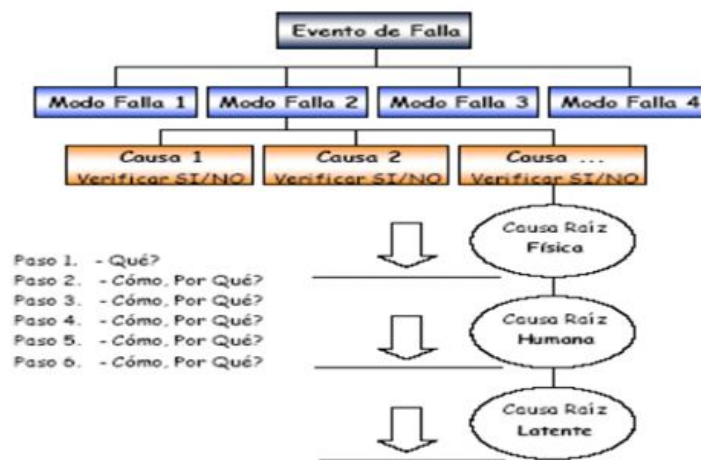 Evento de Falla
Modo Falla 1
Modo Falla 2
Modo Falla 3
Modo Falla 4
Causa 1
Verificar SI/NO
Causa 2
Verificar SI/NO
Causa ...
Verificar SI/NO
Causa Raíz
Física
Paso 1. - Qué?
Paso 2. - Cómo, Por Qué?
Paso 3. - Cómo, Por Qué?
Paso 4. - Cómo, Por Qué?
Paso 5. - Cómo, Por Qué?
Paso 6. - Cómo, Por Qué?
Causa Raíz
Humana
Causa Raíz
Latente